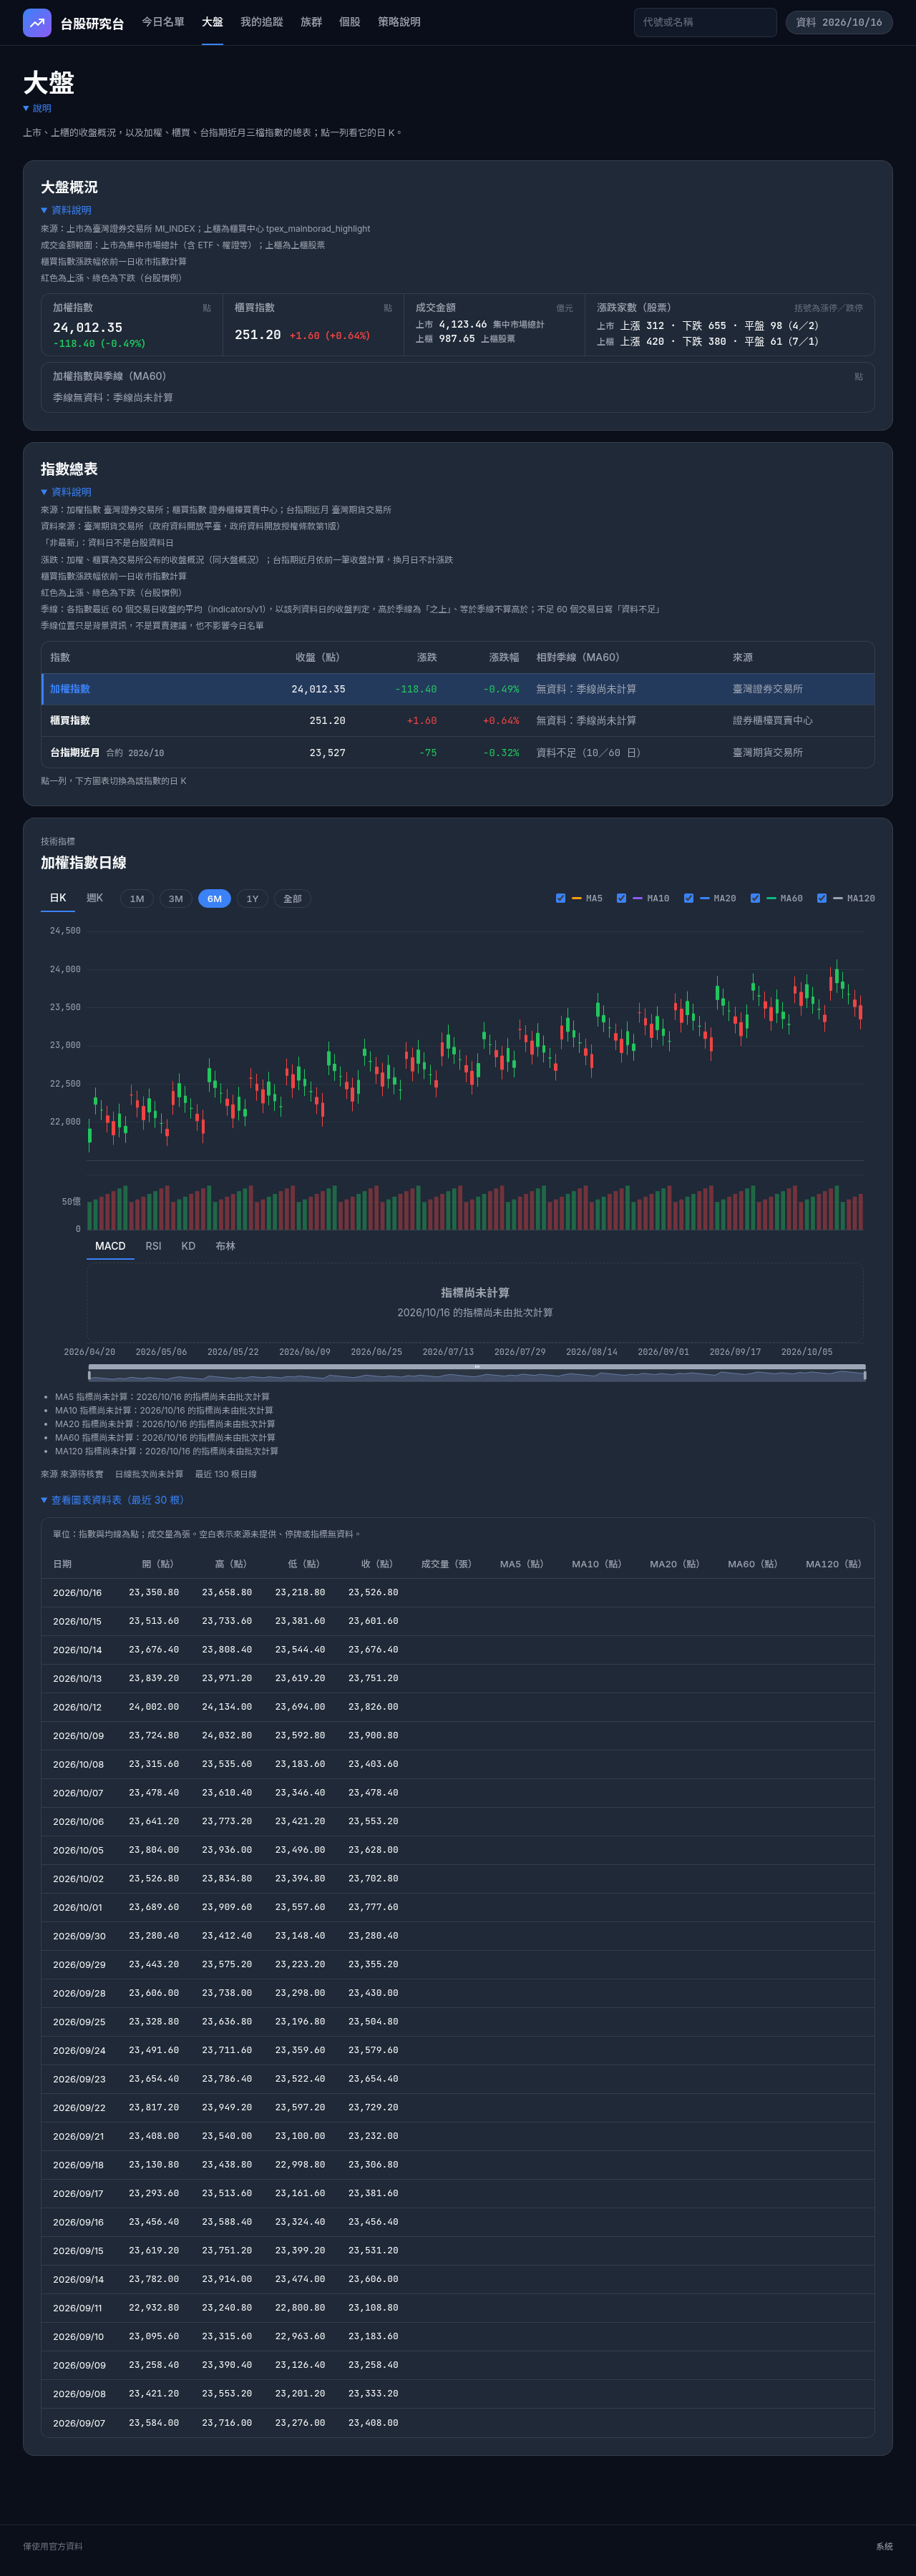 台股研究台 今日名單 大盤 我的追蹤 族群 個股 策略說明 代號或名稱 資料 2026/10/16
大盤
▼ 說明
上市、上櫃的收盤概況,以及加權、櫃買、台指期近月三檔指數的總表;點一列看它的日 K。
大盤概況
▼ 資料說明
來源:上市為臺灣證券交易所 MI_INDEX;上櫃為櫃買中心 tpex_mainborad_highlight
成交金額範圍:上市為集中市場總計(含 ETF、權證等);上櫃為上櫃股票
櫃買指數漲跌幅依前一日收市指數計算
紅色為上漲、綠色為下跌(台股慣例)
加權指數 點
24,012.35
-118.40 (-0.49%)
櫃買指數 點
251.20 +1.60 (+0.64%)
成交金額 億元
上市 4,123.46 集中市場總計
上櫃 987.65 上櫃股票
漲跌家數(股票) 括號為漲停/跌停
上市 上漲 312 · 下跌 655 · 平盤 98 (4/2)
上櫃 上漲 420 · 下跌 380 · 平盤 61 (7/1)
加權指數與季線(MA60) 點
季線無資料:季線尚未計算
指數總表
▼ 資料說明
來源:加權指數 臺灣證券交易所;櫃買指數 證券櫃檯買賣中心;台指期近月 臺灣期貨交易所
資料來源:臺灣期貨交易所(政府資料開放平臺,政府資料開放授權條款第1版)
「非最新」:資料日不是台股資料日
漲跌:加權、櫃買為交易所公布的收盤概況(同大盤概況);台指期近月依前一筆收盤計算,換月日不計漲跌
櫃買指數漲跌幅依前一日收市指數計算
紅色為上漲、綠色為下跌(台股慣例)
季線:各指數最近 60 個交易日收盤的平均(indicators/v1),以該列資料日的收盤判定,高於季線為「之上」、等於季線不算高於;不足 60 個交易日寫「資料不足」
季線位置只是背景資訊,不是買賣建議,也不影響今日名單
指數 收盤(點) 漲跌 漲跌幅 相對季線(MA60) 來源
加權指數 24,012.35 -118.40 -0.49% 無資料:季線尚未計算 臺灣證券交易所
櫃買指數 251.20 +1.60 +0.64% 無資料:季線尚未計算 證券櫃檯買賣中心
台指期近月 合約 2026/10 23,527 -75 -0.32% 資料不足(10/60 日) 臺灣期貨交易所
點一列,下方圖表切換為該指數的日 K
技術指標
加權指數日線
日K 週K 1M 3M 6M 1Y 全部 MA5 MA10 MA20 MA60 MA120
24,500
24,000
23,500
23,000
22,500
22,000
50億
0
MACD RSI KD 布林
指標尚未計算
2026/10/16 的指標尚未由批次計算
2026/04/20 2026/05/06 2026/05/22 2026/06/09 2026/06/25 2026/07/13 2026/07/29 2026/08/14 2026/09/01 2026/09/17 2026/10/05
• MA5 指標尚未計算:2026/10/16 的指標尚未由批次計算
• MA10 指標尚未計算:2026/10/16 的指標尚未由批次計算
• MA20 指標尚未計算:2026/10/16 的指標尚未由批次計算
• MA60 指標尚未計算:2026/10/16 的指標尚未由批次計算
• MA120 指標尚未計算:2026/10/16 的指標尚未由批次計算
來源 來源待核實 日線批次尚未計算 最近 130 根日線
▼ 查看圖表資料表(最近 30 根)
單位:指數與均線為點;成交量為張。空白表示來源未提供、停牌或指標無資料。
日期 開(點) 高(點) 低(點) 收(點) 成交量(張) MA5(點) MA10(點) MA20(點) MA60(點) MA120(點)
2026/10/16 23,350.80 23,658.80 23,218.80 23,526.80
2026/10/15 23,513.60 23,733.60 23,381.60 23,601.60
2026/10/14 23,676.40 23,808.40 23,544.40 23,676.40
2026/10/13 23,839.20 23,971.20 23,619.20 23,751.20
2026/10/12 24,002.00 24,134.00 23,694.00 23,826.00
2026/10/09 23,724.80 24,032.80 23,592.80 23,900.80
2026/10/08 23,315.60 23,535.60 23,183.60 23,403.60
2026/10/07 23,478.40 23,610.40 23,346.40 23,478.40
2026/10/06 23,641.20 23,773.20 23,421.20 23,553.20
2026/10/05 23,804.00 23,936.00 23,496.00 23,628.00
2026/10/02 23,526.80 23,834.80 23,394.80 23,702.80
2026/10/01 23,689.60 23,909.60 23,557.60 23,777.60
2026/09/30 23,280.40 23,412.40 23,148.40 23,280.40
2026/09/29 23,443.20 23,575.20 23,223.20 23,355.20
2026/09/28 23,606.00 23,738.00 23,298.00 23,430.00
2026/09/25 23,328.80 23,636.80 23,196.80 23,504.80
2026/09/24 23,491.60 23,711.60 23,359.60 23,579.60
2026/09/23 23,654.40 23,786.40 23,522.40 23,654.40
2026/09/22 23,817.20 23,949.20 23,597.20 23,729.20
2026/09/21 23,408.00 23,540.00 23,100.00 23,232.00
2026/09/18 23,130.80 23,438.80 22,998.80 23,306.80
2026/09/17 23,293.60 23,513.60 23,161.60 23,381.60
2026/09/16 23,456.40 23,588.40 23,324.40 23,456.40
2026/09/15 23,619.20 23,751.20 23,399.20 23,531.20
2026/09/14 23,782.00 23,914.00 23,474.00 23,606.00
2026/09/11 22,932.80 23,240.80 22,800.80 23,108.80
2026/09/10 23,095.60 23,315.60 22,963.60 23,183.60
2026/09/09 23,258.40 23,390.40 23,126.40 23,258.40
2026/09/08 23,421.20 23,553.20 23,201.20 23,333.20
2026/09/07 23,584.00 23,716.00 23,276.00 23,408.00
僅使用官方資料 系統